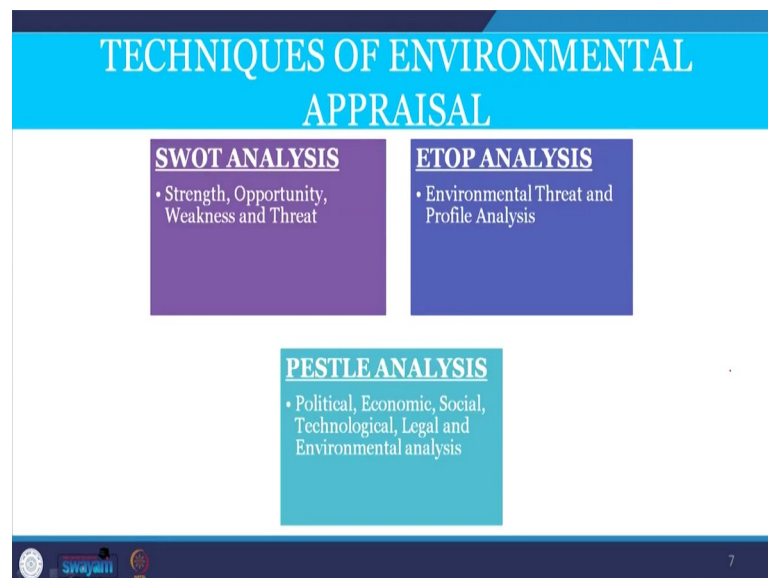 TECHNIQUES OF ENVIRONMENTAL
APPRAISAL
SWOT ANALYSIS
• Strength, Opportunity,
Weakness and Threat
ETOP ANALYSIS
• Environmental Threat and
Profile Analysis
PESTLE ANALYSIS
• Political, Economic, Social,
Technological, Legal and
Environmental analysis
swayam
7